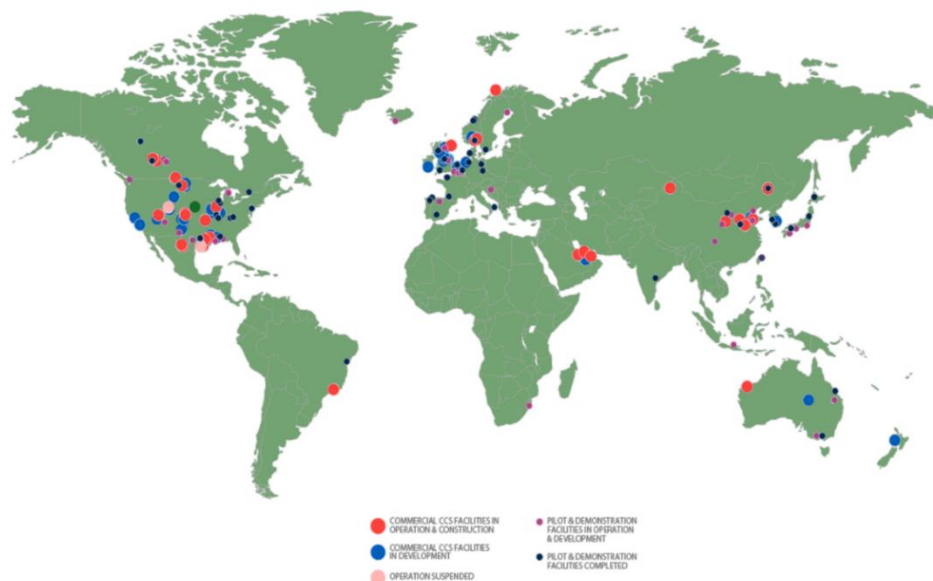 COMMERCIAL CCS FACILITIES IN
OPERATION & CONSTRUCTION
COMMERCIAL CCS FACILITIES
IN DEVELOPMENT
OPERATION SUSPENDED
PILOT & DEMONSTRATION
FACILITIES IN OPERATION
& DEVELOPMENT
PILOT & DEMONSTRATION
FACILITIES COMPLETED